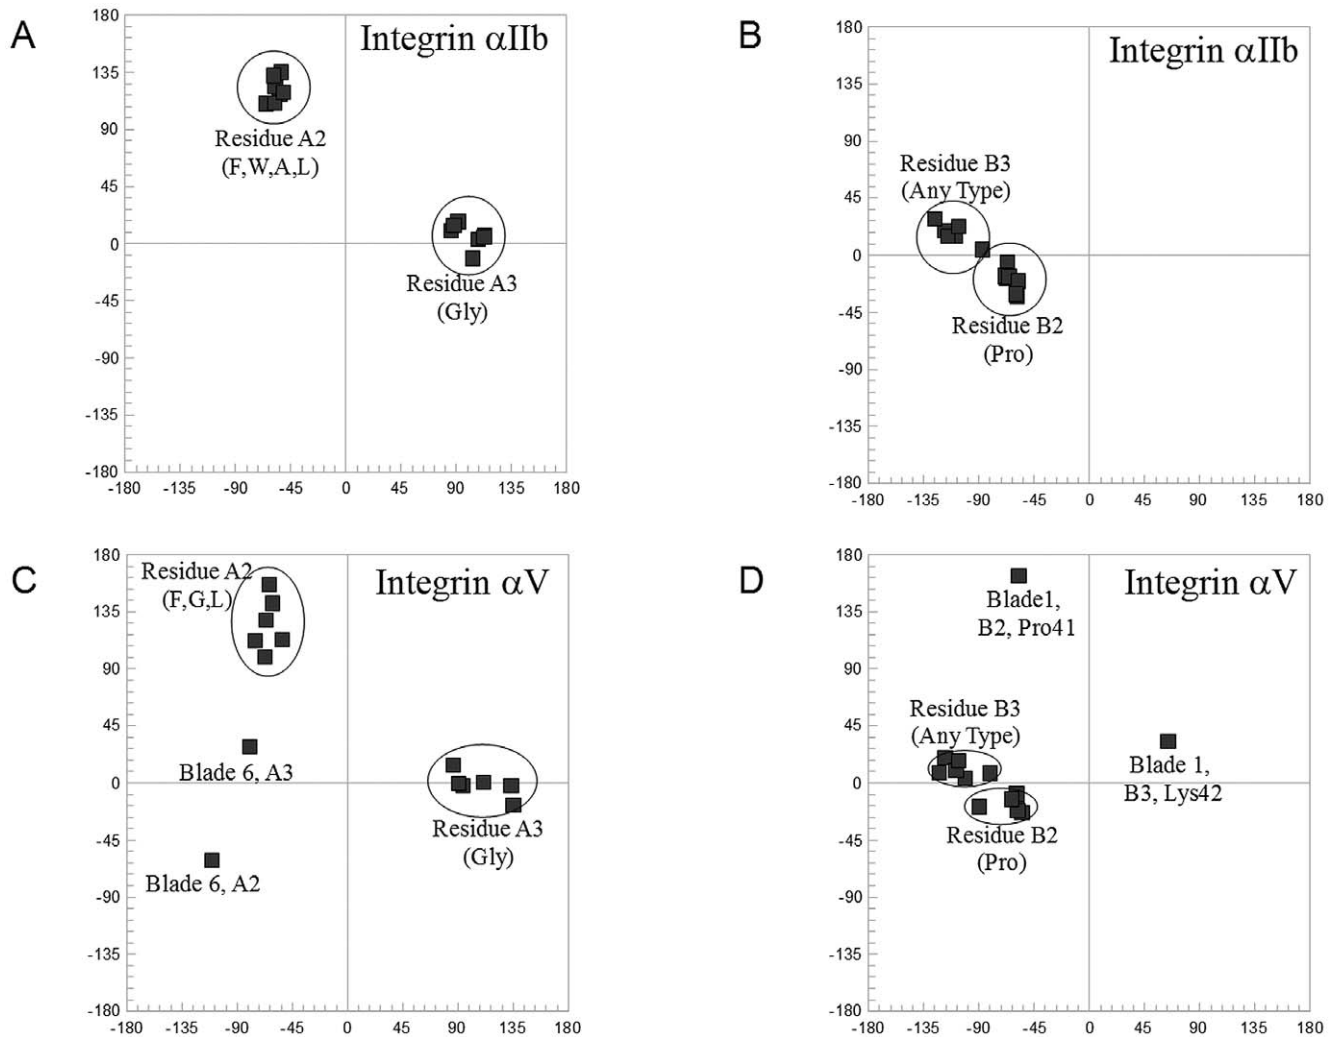 A
Integrin αIIb
180
135
90
45
0
-45
-90
-135
-180
Residue A2
(F,W,A,L)
Residue A3
(Gly)
-180 -135 -90 -45 0 45 90 135 180
B
Integrin αIIb
180
135
90
45
0
-45
-90
-135
-180
Residue B3
(Any Type)
Residue B2
(Pro)
-180 -135 -90 -45 0 45 90 135 180
C
Integrin αV
180
135
90
45
0
-45
-90
-135
-180
Residue A2
(F,G,L)
Blade 6, A3
Residue A3
(Gly)
Blade 6, A2
-180 -135 -90 -45 0 45 90 135 180
D
Integrin αV
180
135
90
45
0
-45
-90
-135
-180
Blade1,
B2, Pro41
Residue B3
(Any Type)
Blade 1,
B3, Lys42
Residue B2
(Pro)
-180 -135 -90 -45 0 45 90 135 180